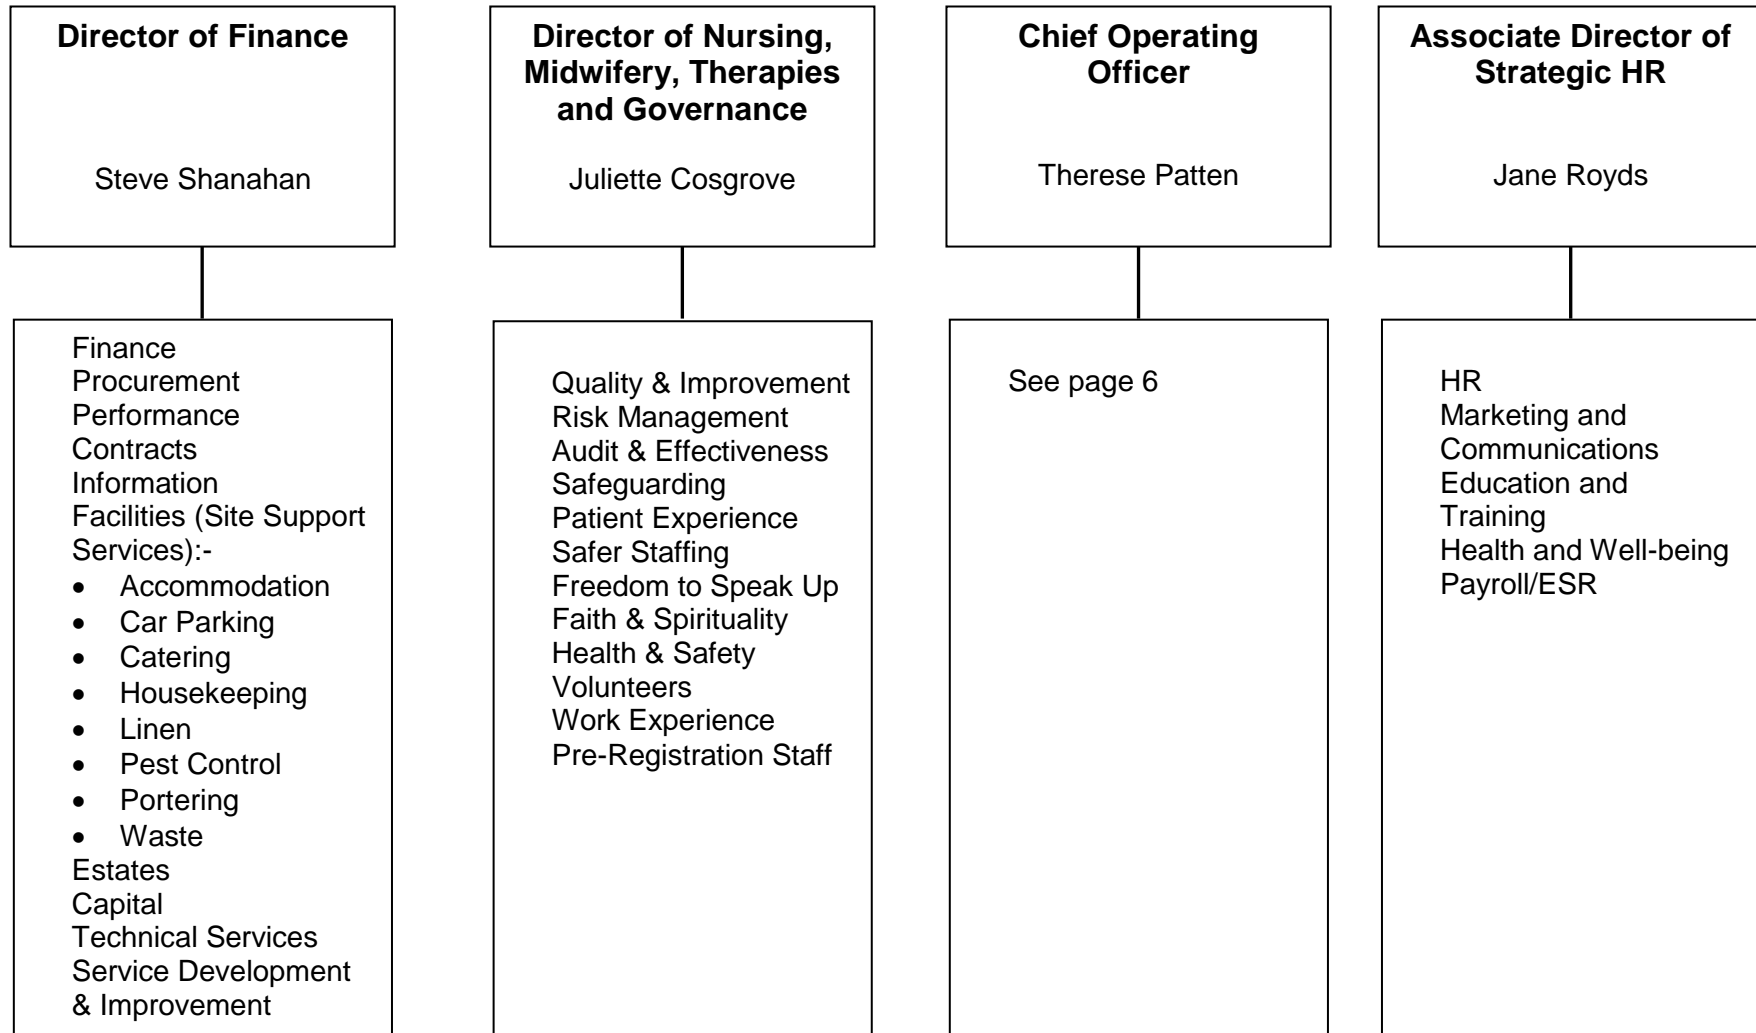 Director of Finance
Steve Shanahan
Finance
Procurement
Performance
Contracts
Information
Facilities (Site Support
Services):-
• Accommodation
• Car Parking
• Catering
• Housekeeping
• Linen
• Pest Control
• Portering
• Waste
Estates
Capital
Technical Services
Service Development
& Improvement
Director of Nursing,
Midwifery, Therapies
and Governance
Juliette Cosgrove
Quality & Improvement
Risk Management
Audit & Effectiveness
Safeguarding
Patient Experience
Safer Staffing
Freedom to Speak Up
Faith & Spirituality
Health & Safety
Volunteers
Work Experience
Pre-Registration Staff
Chief Operating
Officer
Therese Patten
See page 6
Associate Director of
Strategic HR
Jane Royds
HR
Marketing and
Communications
Education and
Training
Health and Well-being
Payroll/ESR